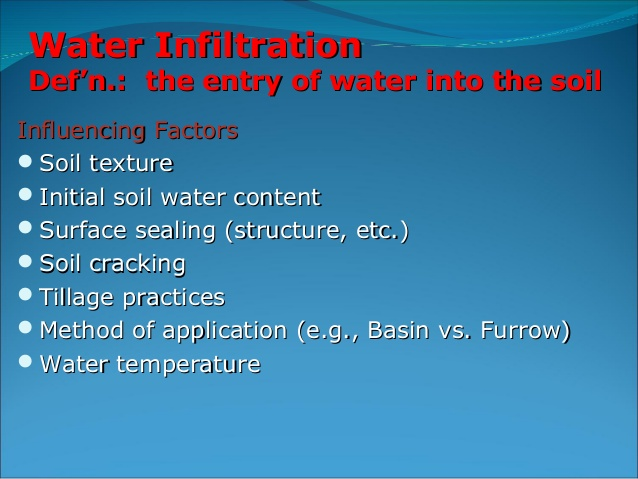 Water Infiltration
Def’n.: the entry of water into the soil
Influencing Factors
Soil texture
Initial soil water content
Surface sealing (structure, etc.)
Soil cracking
Tillage practices
Method of application (e.g., Basin vs. Furrow)
Water temperature